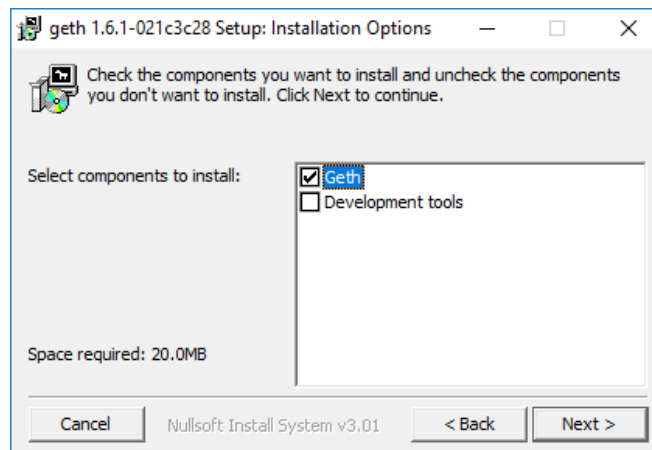 geth 1.6.1-021c3c28 Setup: Installation Options
Check the components you want to install and uncheck the components
you don't want to install. Click Next to continue.
Select components to install:
Geth
Development tools
Space required: 20.0MB
Cancel
Nullsoft Install System v3.01
< Back
Next >